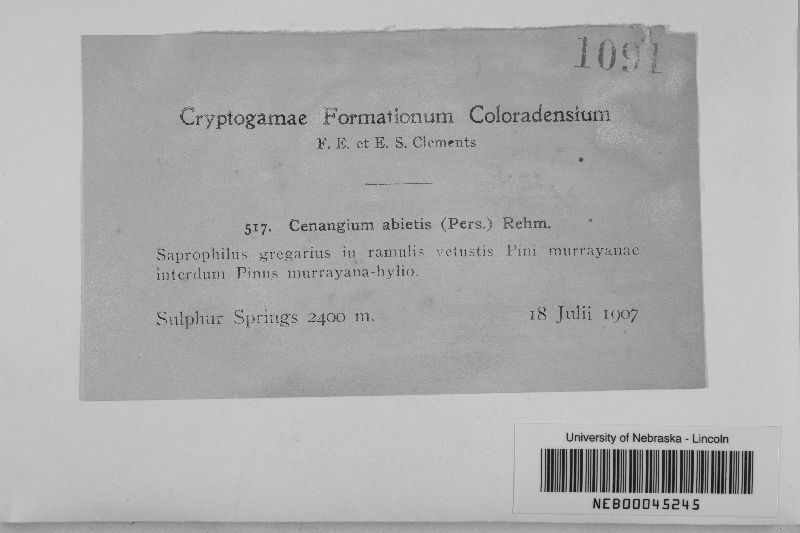 1091
Cryptogamae Formationum Coloradensium
F. E. et E. S. Clements
517. Cenangium abietis (Pers.) Rehm.
Saprophilus gregarius in ramulis vetustis Pini murrayanae
interdum Pinus murrayana-hylio.
Sulphur Springs 2400 m. 18 Julii 1907
University of Nebraska - Lincoln
NEB00045245